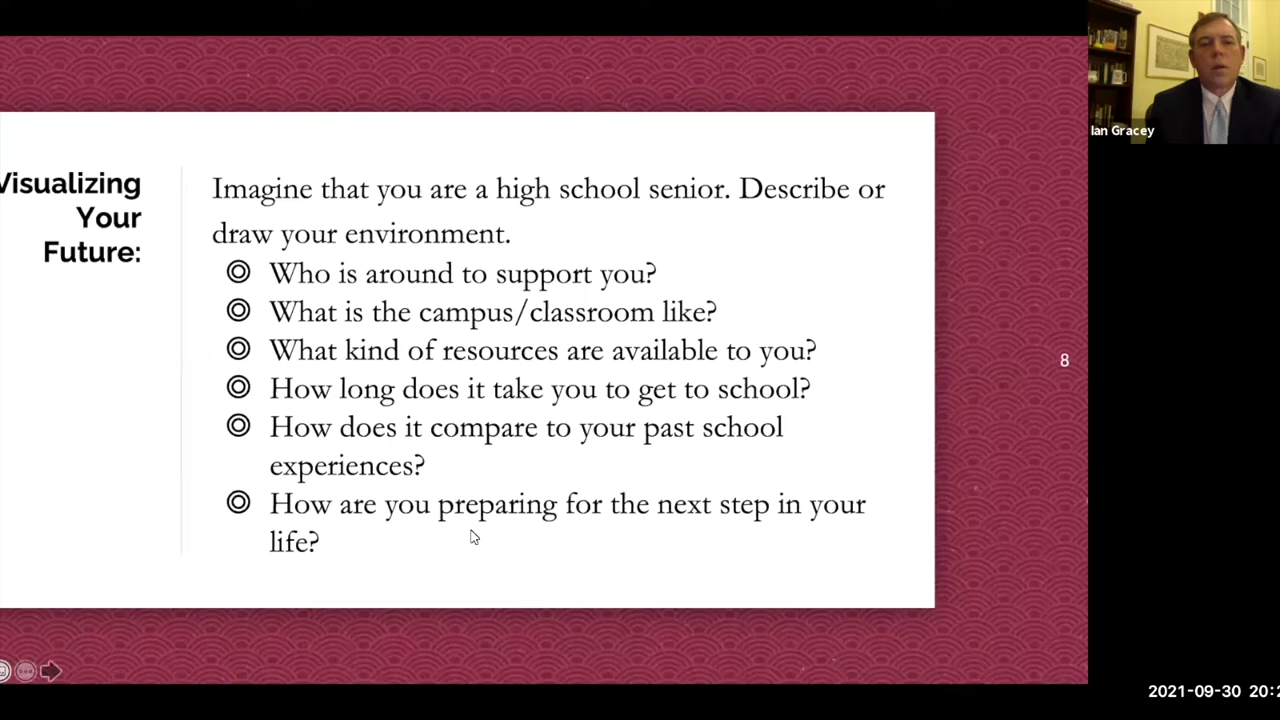 Visualizing
Your
Future:
Imagine that you are a high school senior. Describe or
draw your environment.
Who is around to support you?
What is the campus/classroom like?
What kind of resources are available to you?
How long does it take you to get to school?
How does it compare to your past school
experiences?
How are you preparing for the next step in your
life?
8
Ian Gracey
2021-09-30 20:2